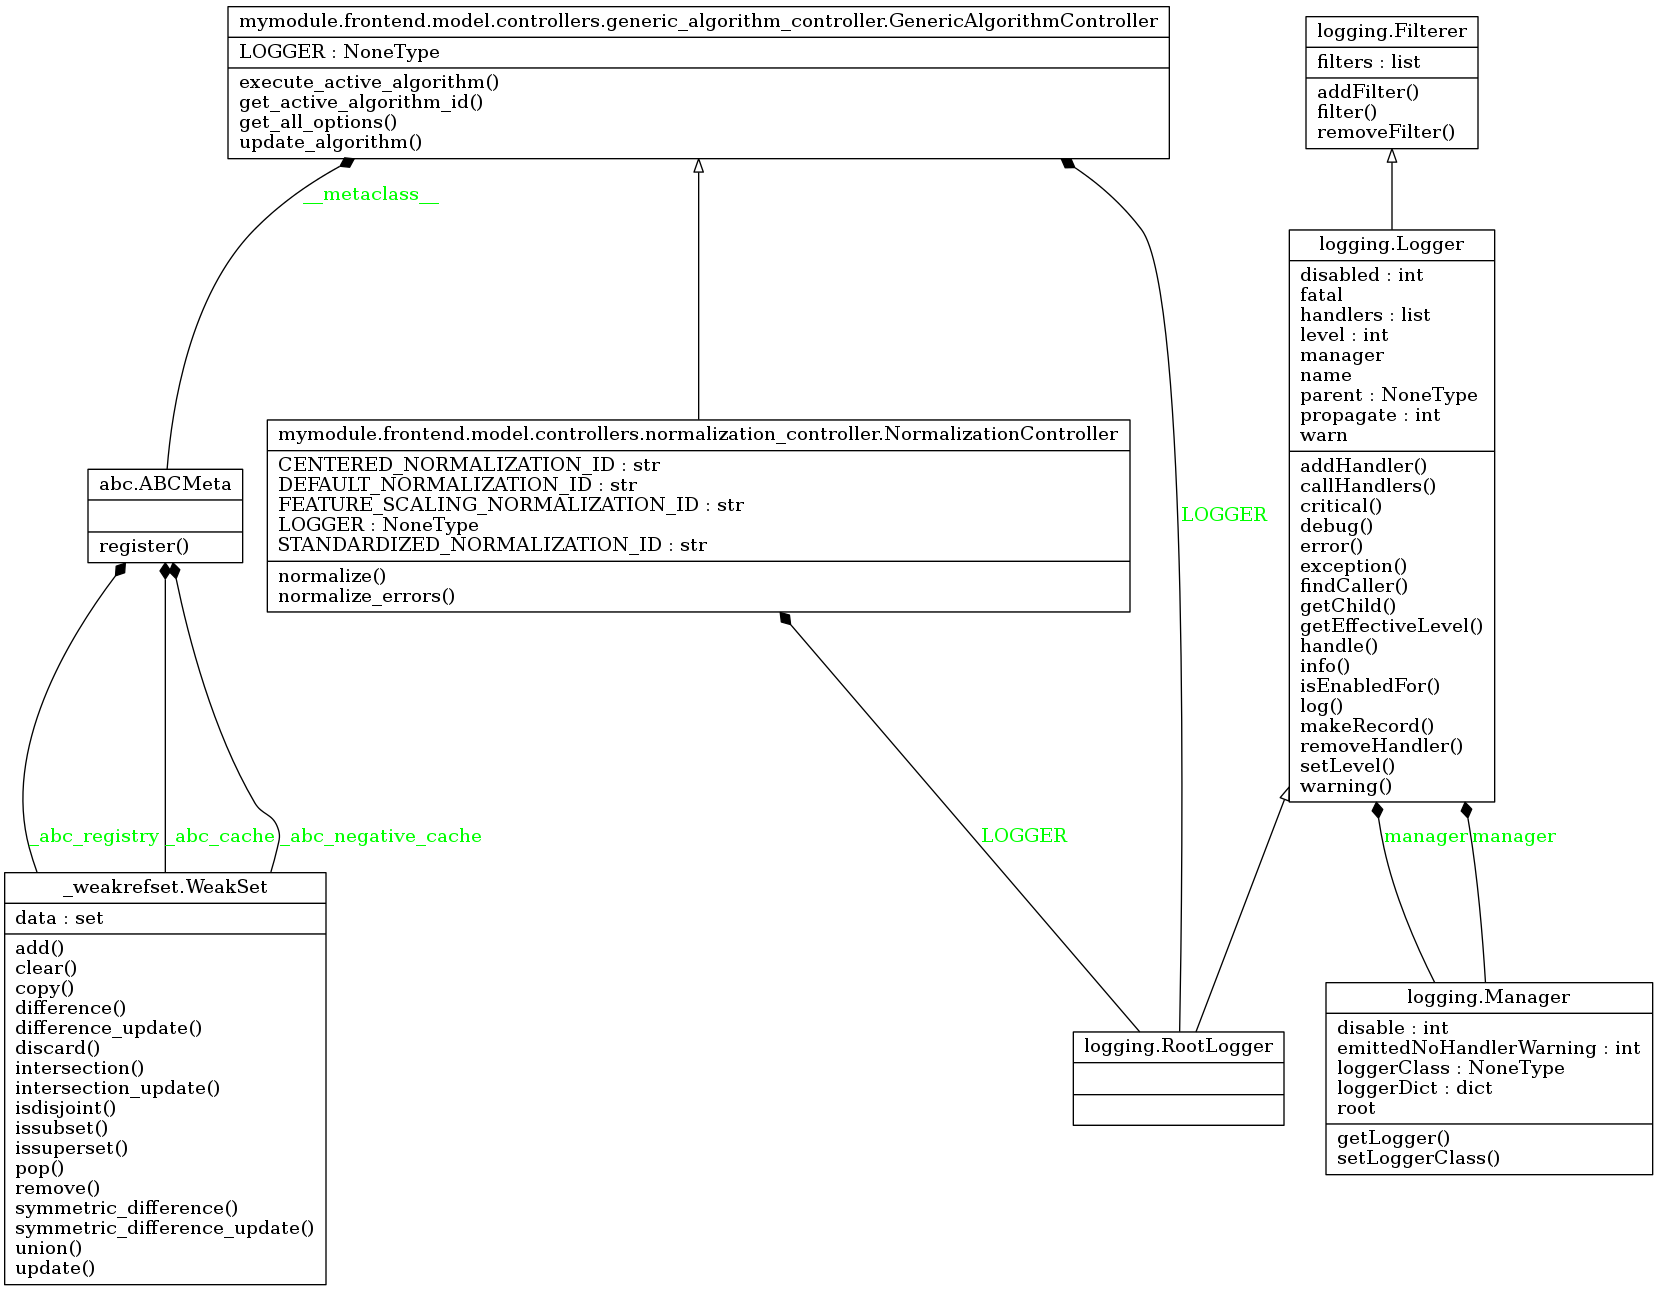 mymodule.frontend.model.controllers.generic_algorithm_controller.GenericAlgorithmController
LOGGER : NoneType
execute_active_algorithm()
get_active_algorithm_id()
get_all_options()
update_algorithm()
logging.Filterer
filters : list
addFilter()
filter()
removeFilter()
__metaclass__
logging.Logger
disabled : int
fatal
handlers : list
level : int
manager
name
parent : NoneType
propagate : int
warn
addHandler()
callHandlers()
critical()
debug()
error()
exception()
findCaller()
getChild()
getEffectiveLevel()
handle()
info()
isEnabledFor()
log()
makeRecord()
removeHandler()
setLevel()
warning()
mymodule.frontend.model.controllers.normalization_controller.NormalizationController
CENTERED_NORMALIZATION_ID : str
DEFAULT_NORMALIZATION_ID : str
FEATURE_SCALING_NORMALIZATION_ID : str
LOGGER : NoneType
STANDARDIZED_NORMALIZATION_ID : str
normalize()
normalize_errors()
abc.ABCMeta
register()
LOGGER
_abc_registry
_abc_cache
_abc_negative_cache
LOGGER
manager
manager
_weakrefset.WeakSet
data : set
add()
clear()
copy()
difference()
difference_update()
discard()
intersection()
intersection_update()
isdisjoint()
issubset()
issuperset()
pop()
remove()
symmetric_difference()
symmetric_difference_update()
union()
update()
logging.RootLogger
logging.Manager
disable : int
emittedNoHandlerWarning : int
loggerClass : NoneType
loggerDict : dict
root
getLogger()
setLoggerClass()